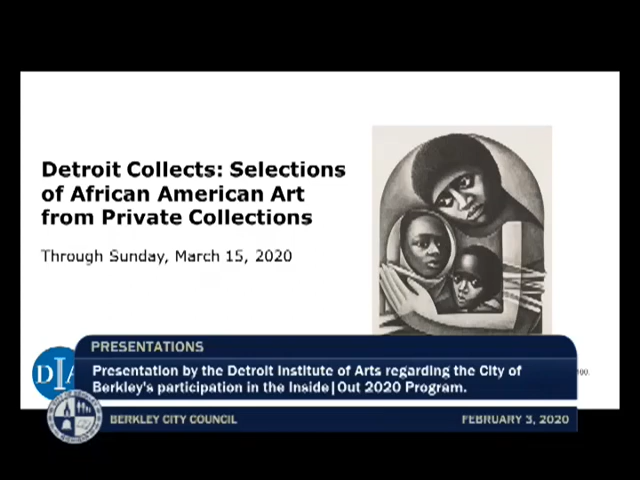 Detroit Collects: Selections
of African American Art
from Private Collections
Through Sunday, March 15, 2020
DIA
PRESENTATIONS
Presentation by the Detroit Institute of Arts regarding the City of
Berkley's participation in the Inside|Out 2020 Program.
BERKLEY CITY COUNCIL
FEBRUARY 3, 2020